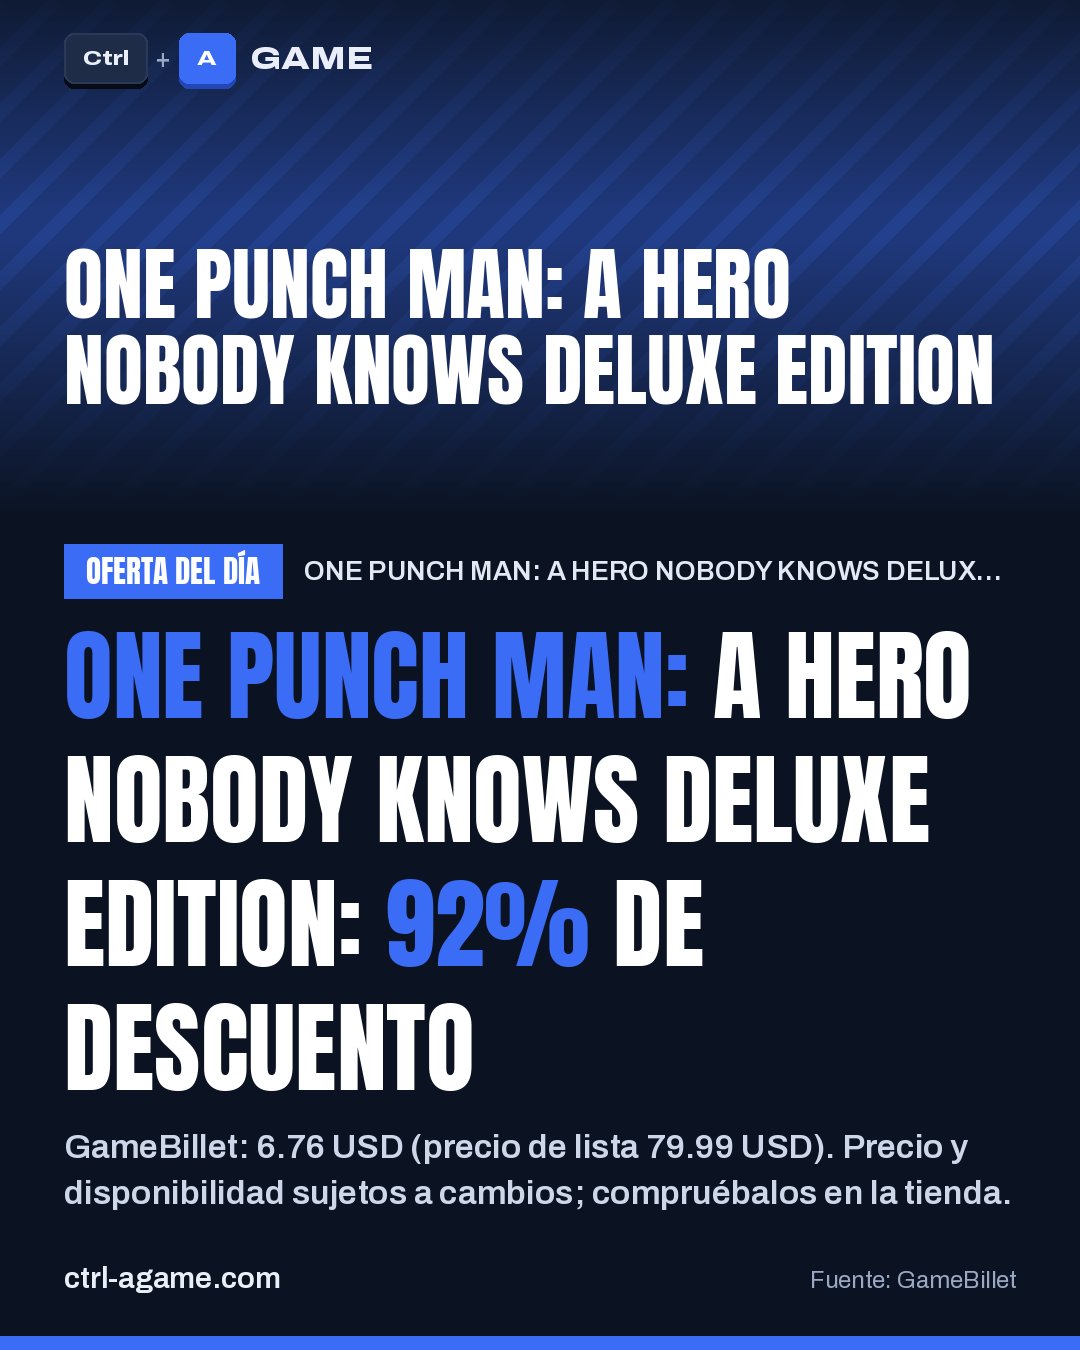 Ctrl + A GAME
ONE PUNCH MAN: A HERO
NOBODY KNOWS DELUXE EDITION
OFERTA DEL DÍA ONE PUNCH MAN: A HERO NOBODY KNOWS DELUX...
ONE PUNCH MAN: A HERO
NOBODY KNOWS DELUXE
EDITION: 92% DE
DESCUENTO
GameBillet: 6.76 USD (precio de lista 79.99 USD). Precio y
disponibilidad sujetos a cambios; compruébalos en la tienda.
ctrl-agame.com Fuente: GameBillet